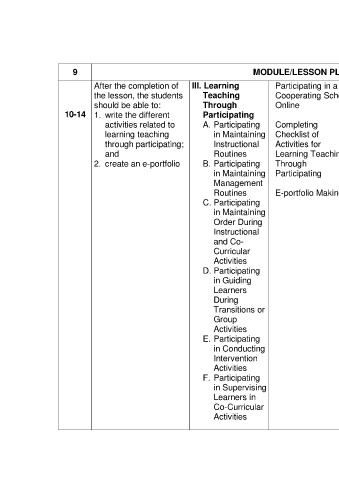 9
MODULE/LESSON
10-14
After the completion of
the lesson, the students
should be able to:
1. write the different
activities related to
learning teaching
through participating;
and
2. create an e-portfolio
III. Learning
Teaching
Through
Participating
A. Participating
in Maintaining
Instructional
Routines
B. Participating
in Maintaining
Management
Routines
C. Participating
in Maintaining
Order During
Instructional
and Co-
Curricular
Activities
D. Participating
in Guiding
Learners
During
Transitions or
Group
Activities
E. Participating
in Conducting
Intervention
Activities
F. Participating
in Supervising
Learners in
Co-Curricular
Activities
Participating in a
Cooperating
Online
Completing
Checklist of
Activities for
Learning
Through
Participating
E-portfolio